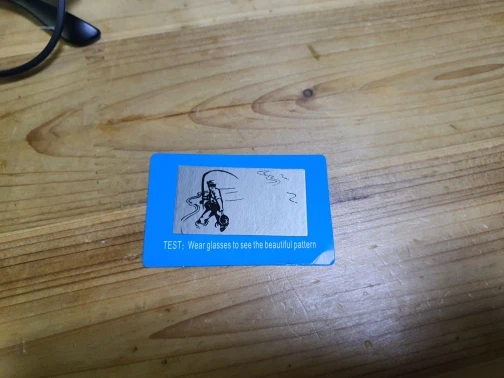 TEST: Wear glasses to see the beautiful pattern